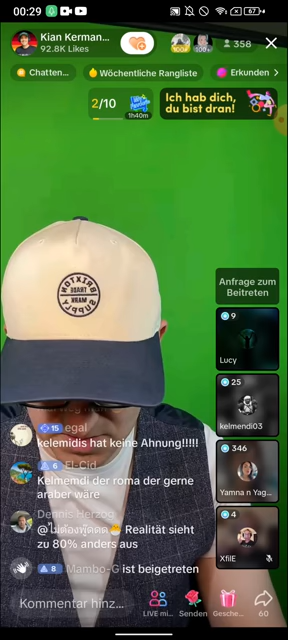 00:29
67
Kian Kerman...
92.8K Likes
100+
358
Chatten...
Wöchentliche Rangliste
Erkunden
2/10
1h40m
Ich hab dich,
du bist dran!
BRIXTON
TRADE
MARK
SUPPLY
Anfrage zum
Beitreten
9
Lucy
25
kelmendi03
346
Yamna n Yag...
4
XfilE
15 egal
kelemidis hat keine Ahnung!!!!!
6 El-Cid
Kelmemdi der roma der gerne
araber wäre
Dennis Herzog
@ไม่ต้องพูดดด🤭 Realität sieht
zu 80% anders aus
8 .Mambo-G ist beigetreten
Kommentar hinz...
LIVE mi...
Senden
Gesche...
60